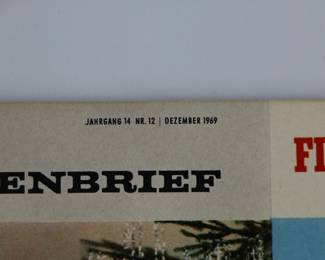 JAHRGANG 14 NR. 12 | DEZEMBER 1969
ENBRIEF
FI